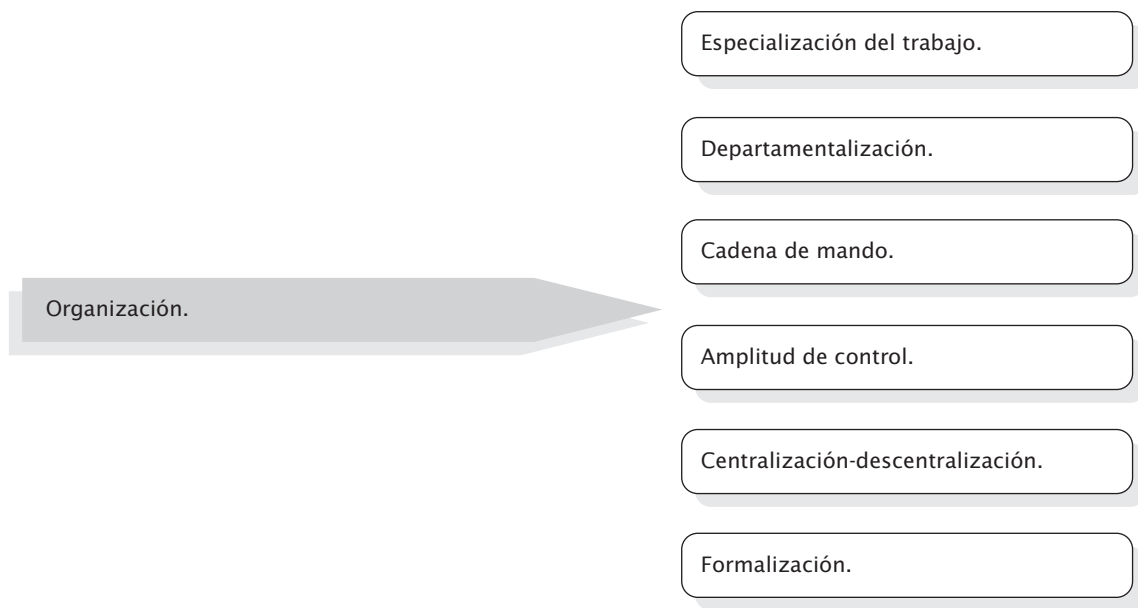 Especialización del trabajo.
Departamentalización.
Cadena de mando.
Organización.
Amplitud de control.
Centralización-descentralización.
Formalización.